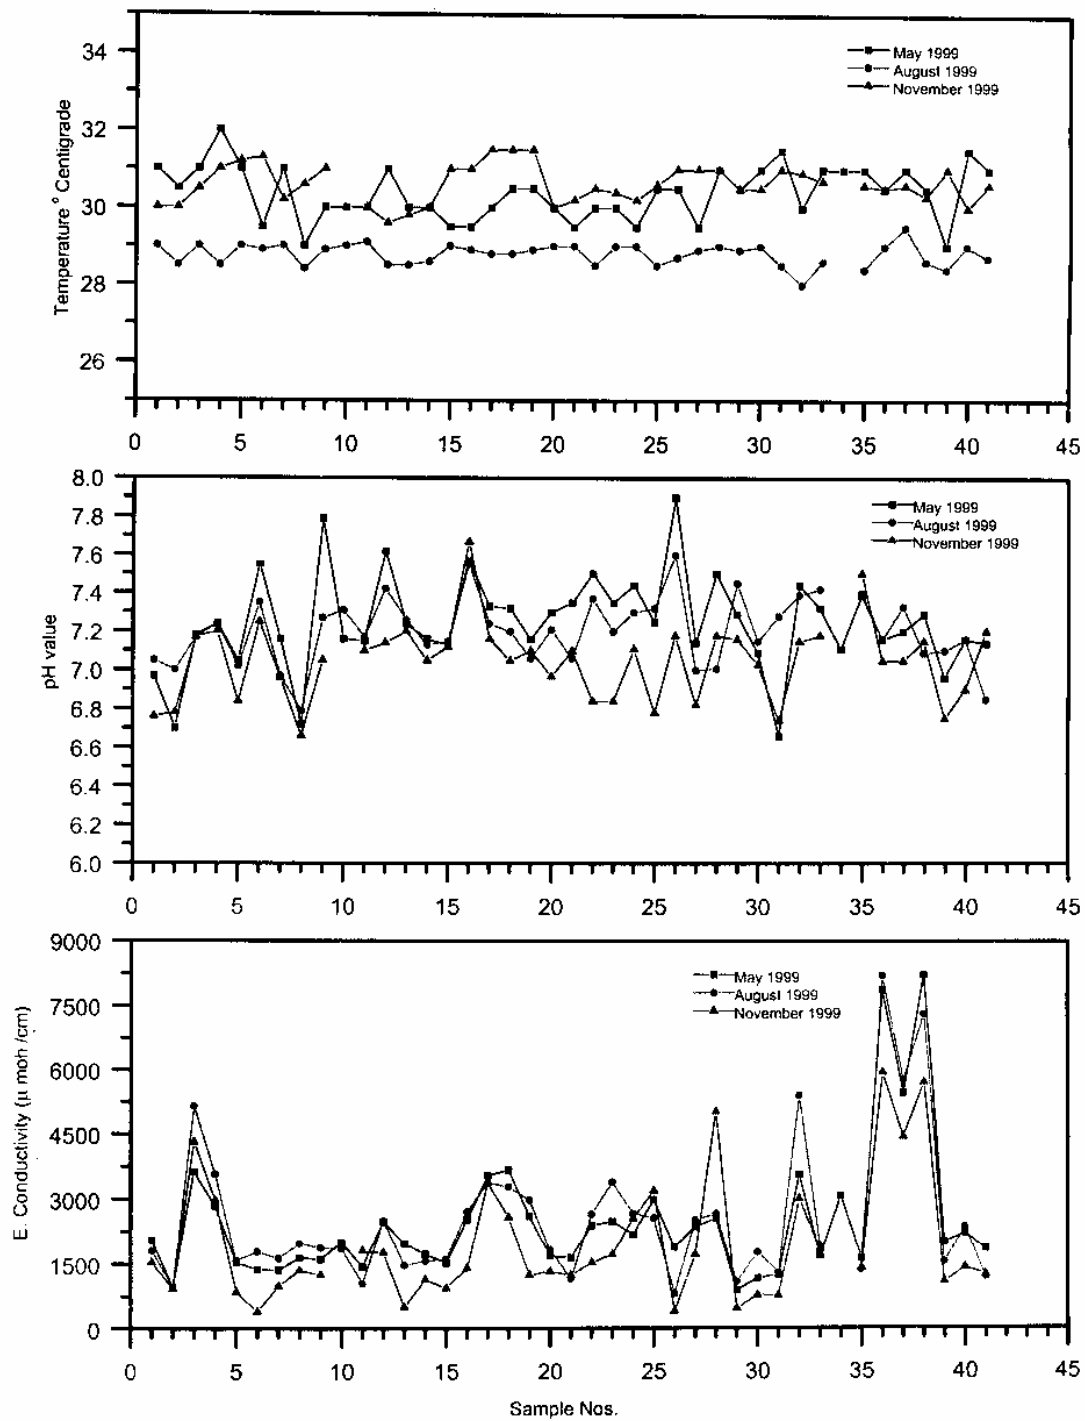 34
32
30
28
26
Temperature ° Centigrade
May 1999
August 1999
November 1999
0 5 10 15 20 25 30 35 40 45
8.0
7.8
7.6
7.4
7.2
7.0
6.8
6.6
6.4
6.2
6.0
pH value
May 1999
August 1999
November 1999
0 5 10 15 20 25 30 35 40 45
9000
7500
6000
4500
3000
1500
0
E. Conductivity (µ moh /cm)
May 1999
August 1999
November 1999
0 5 10 15 20 25 30 35 40 45
Sample Nos.